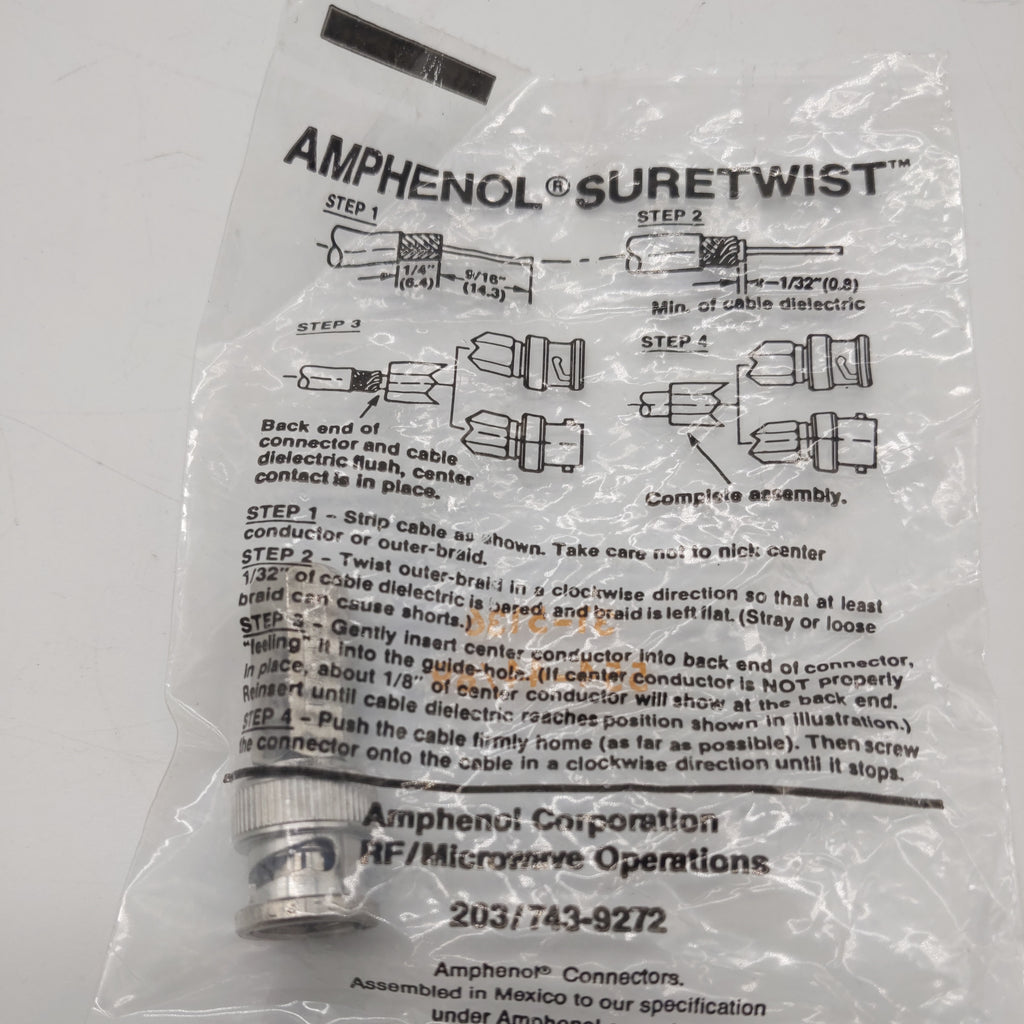 AMPHENOL® SURETWIST™
STEP 1
STEP 2
1/4"
(6.4)
9/16"
(14.3)
1/32"(0.8)
Min. of cable dielectric
STEP 3
STEP 4
Back end of
connector and cable
dielectric flush, center
contact is in place.
Complete assembly.
STEP 1 – Strip cable as shown. Take care not to nick center
conductor or outer-braid.
STEP 2 – Twist outer-braid in a clockwise direction so that at least
1/32" of cable dielectric is bared, and braid is left flat. (Stray or loose
braid can cause shorts.)
STEP 3 – Gently insert center conductor into back end of connector,
"feeling" it into the guide-hole. (If center conductor is NOT properly
in place, about 1/8" of center conductor will show at the back end.
Reinsert until cable dielectric reaches position shown in illustration.)
STEP 4 – Push the cable firmly home (as far as possible). Then screw
the connector onto the cable in a clockwise direction until it stops.
Amphenol Corporation
RF/Microwave Operations
203/743-9272
Amphenol® Connectors.
Assembled in Mexico to our specification
under Amphenol